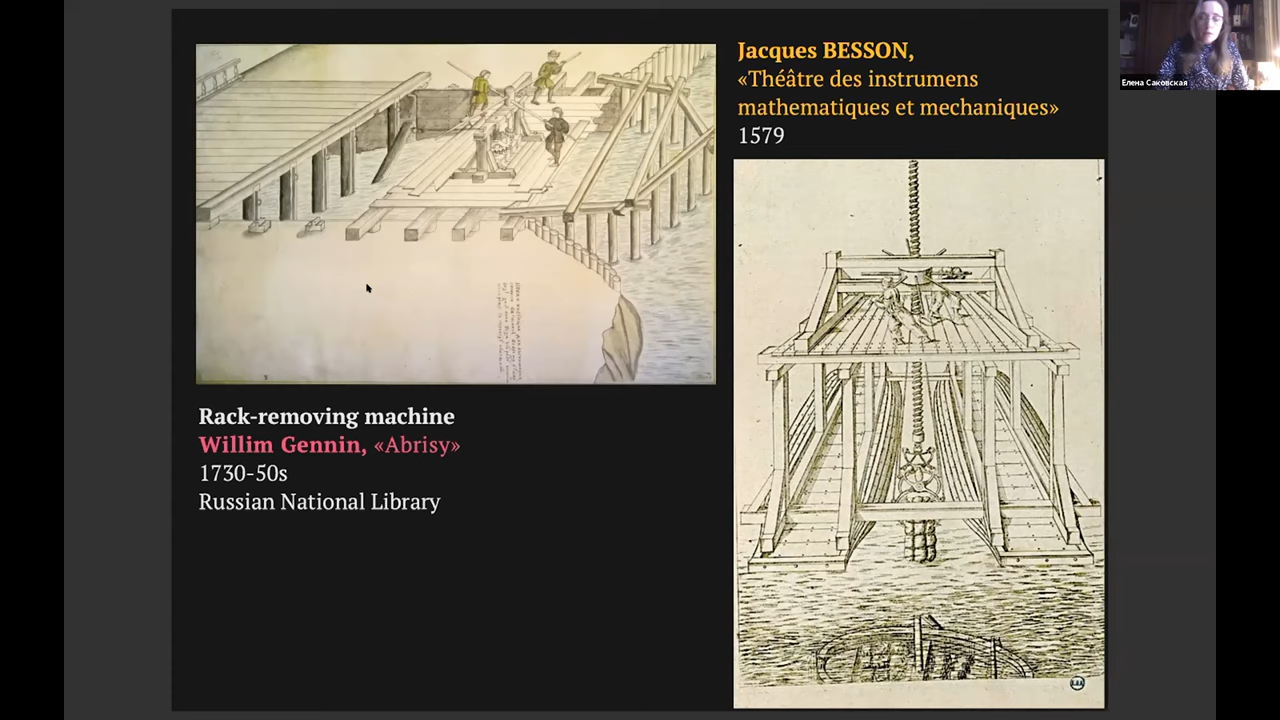 Jacques BESSON,
«Théâtre des instrumens
mathematiques et mechaniques»
1579
Елена Саковская
Rack-removing machine
Willim Gennin, «Abrisy»
1730-50s
Russian National Library